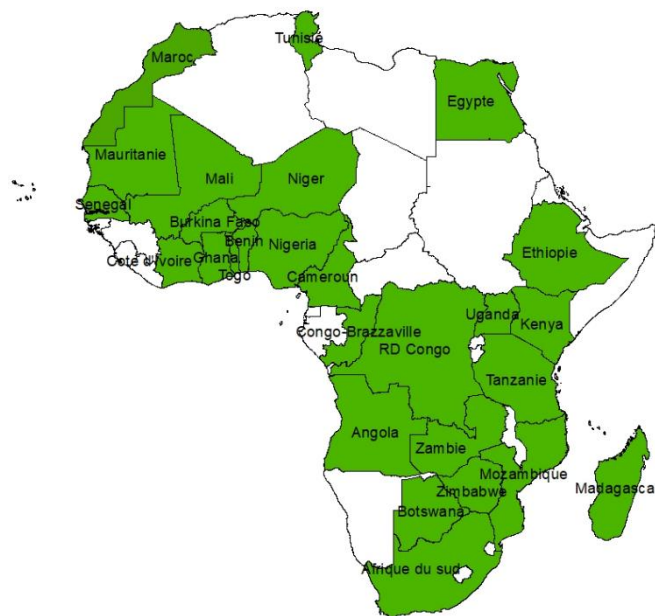 Tunisie
Maroc
Egypte
Mauritanie
Mali
Niger
Senegal
Burkina Faso
Benin
Nigeria
Ethiopie
Cote d'Ivoire
Ghana
Togo
Cameroun
Uganda
Kenya
Congo-Brazzaville
RD Congo
Tanzanie
Angola
Zambie
Mozambique
Zimbabwe
Madagasca
Botswana
Afrique du sud